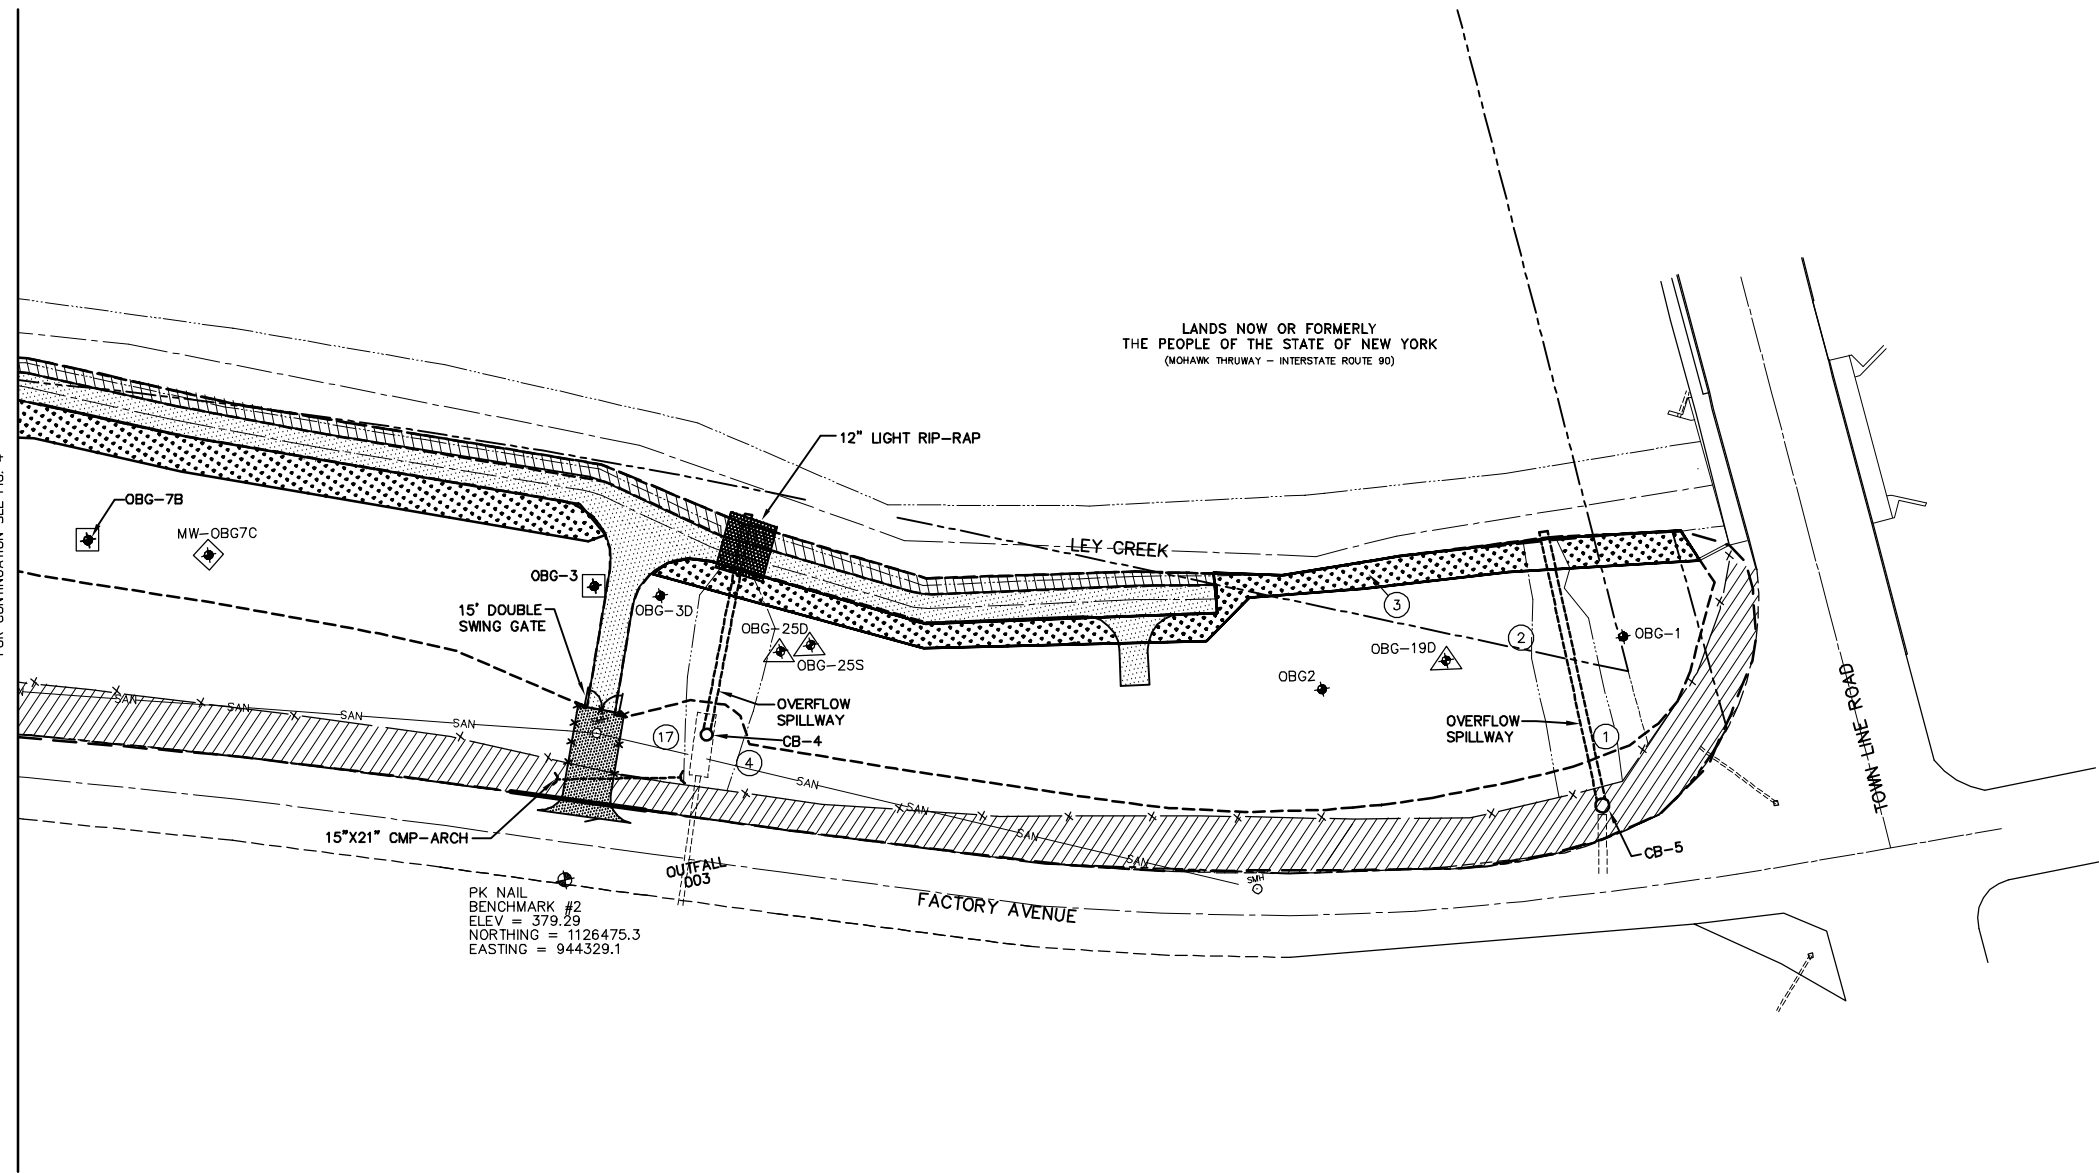 LANDS NOW OR FORMERLY
THE PEOPLE OF THE STATE OF NEW YORK
(MOHAWK THRUWAY – INTERSTATE ROUTE 90)
12" LIGHT RIP-RAP
OBG-7B
MW-OBG7C
LEY CREEK
OBG-3
OBG-3D
15' DOUBLE
SWING GATE
3
OBG-25D
OBG-25S
2
OBG-1
OBG-19D
OBG2
OVERFLOW
SPILLWAY
CB-4
17
4
OVERFLOW
SPILLWAY
1
TOWN LINE ROAD
SAN
SAN
SAN
SAN
SAN
SAN
SAN
SAN
SMH
CB-5
15"X21" CMP-ARCH
OUTFALL
003
FACTORY AVENUE
PK NAIL
BENCHMARK #2
ELEV = 379.29
NORTHING = 1126475.3
EASTING = 944329.1